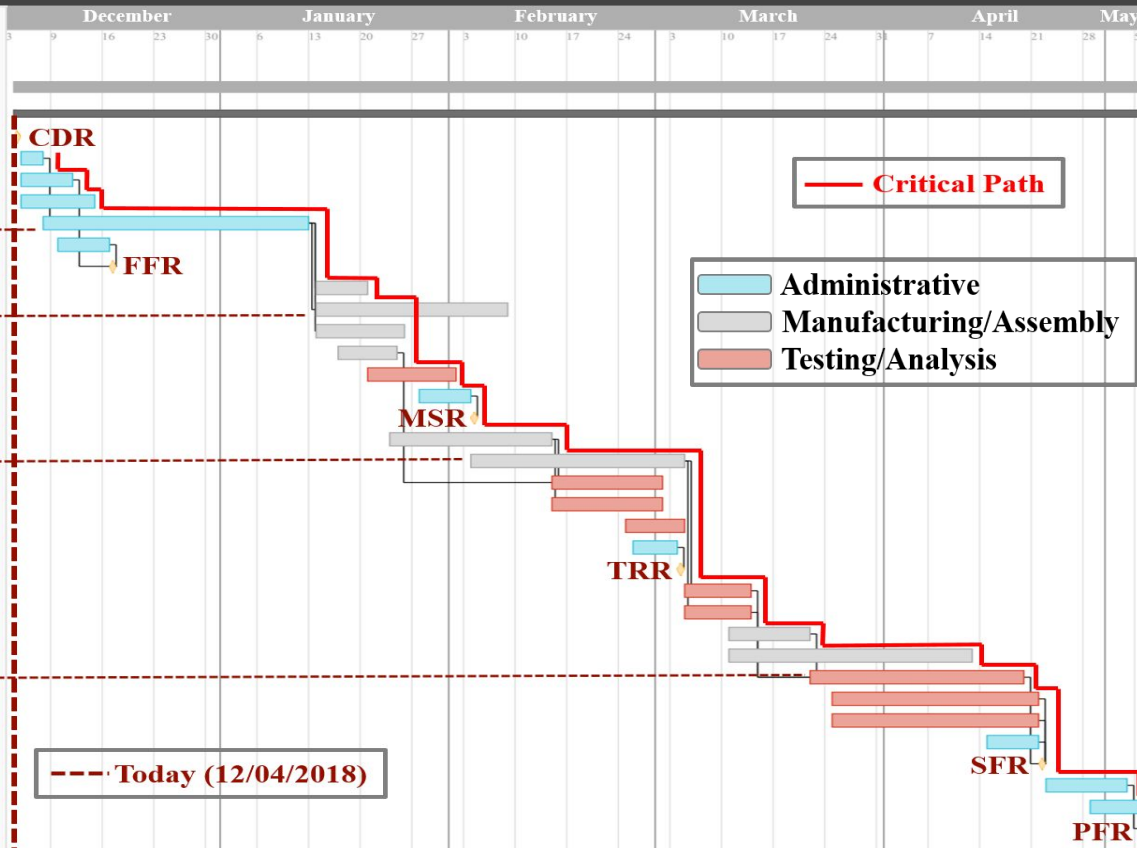 December January February March April May
3 9 16 23 30 6 13 20 27 3 10 17 24 3 10 17 24 31 7 14 21 28
CDR
Critical Path
FFR
Administrative
Manufacturing/Assembly
Testing/Analysis
MSR
TRR
SFR
Today (12/04/2018)
PFR